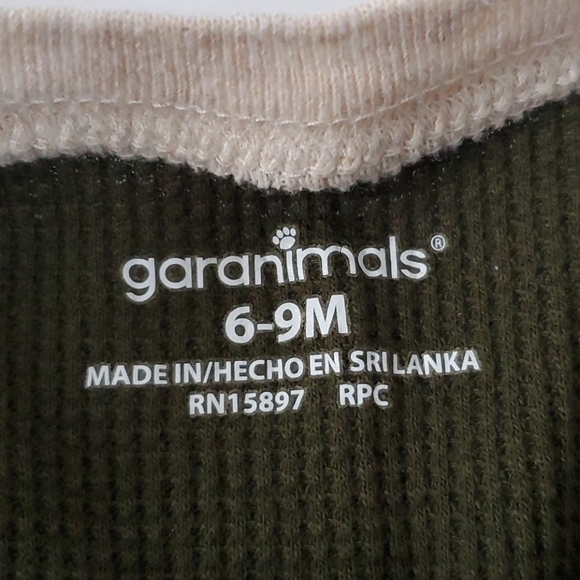 garanimals®
6-9M
MADE IN/HECHO EN SRI LANKA
RN15897 RPC